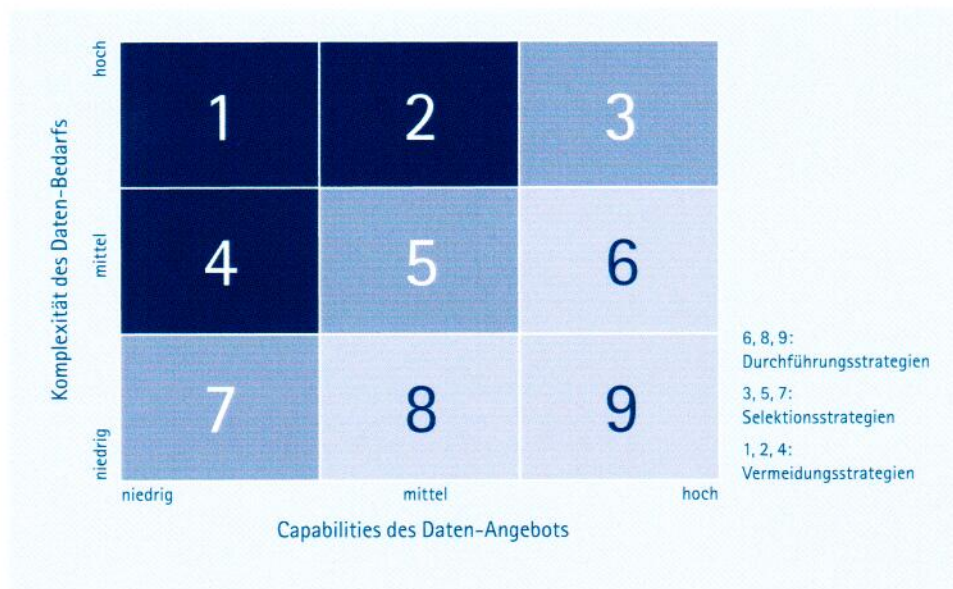 Komplexität des Daten-Bedarfs
hoch
mittel
niedrig
1 2 3
4 5 6
7 8 9
niedrig mittel hoch
Capabilities des Daten-Angebots
6, 8, 9:
Durchführungsstrategien
3, 5, 7:
Selektionsstrategien
1, 2, 4:
Vermeidungsstrategien